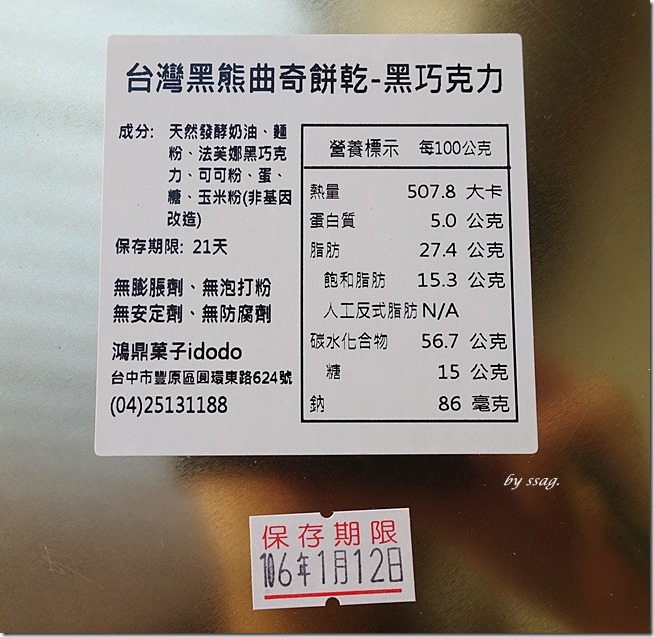 台灣黑熊曲奇餅乾-黑巧克力
成分: 天然發酵奶油、麵
粉、法芙娜黑巧克
力、可可粉、蛋、
糖、玉米粉(非基因
改造)
保存期限: 21天
無膨脹劑、無泡打粉
無安定劑、無防腐劑
鴻鼎菓子idodo
台中市豐原區圓環東路624號
(04)25131188
營養標示 每100公克
熱量 507.8 大卡
蛋白質 5.0 公克
脂肪 27.4 公克
飽和脂肪 15.3 公克
人工反式脂肪 N/A
碳水化合物 56.7 公克
糖 15 公克
鈉 86 毫克
by ssag.
保存期限
106年1月12日